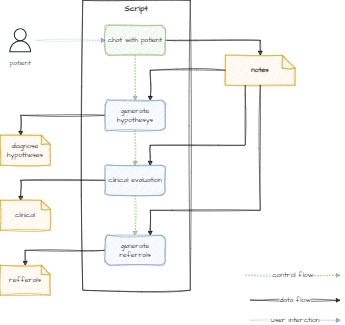 Script
chat with patient
patient
notes
generate
hypothesys
diagnose
hypotheses
clinical evaluation
clinical
generate
referrals
refferals
control flow
data flow
user interction